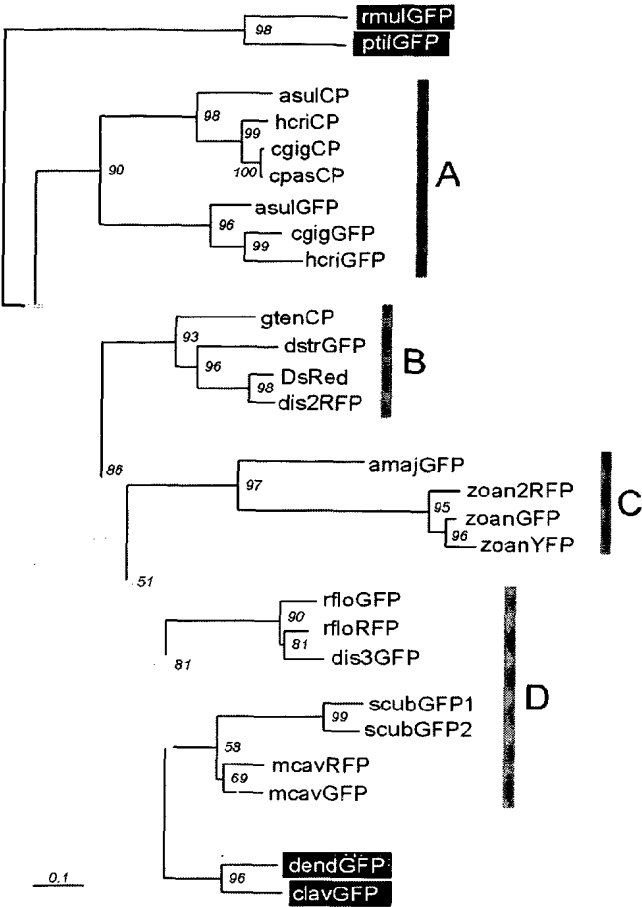 rmulGFP
98
ptilGFP
asulCP
98
hcriCP
99
cgigCP
100
cpasCP
90
A
asulGFP
96
cgigGFP
99
hcriGFP
gtenCP
93
dstrGFP
96
B
DsRed
98
dis2RFP
86
amajGFP
97
zoan2RFP
95
C
zoanGFP
96
zoanYFP
51
rfloGFP
90
rfloRFP
81
dis3GFP
81
D
scubGFP1
99
scubGFP2
58
mcavRFP
69
mcavGFP
dendGFP
96
0.1
clavGFP